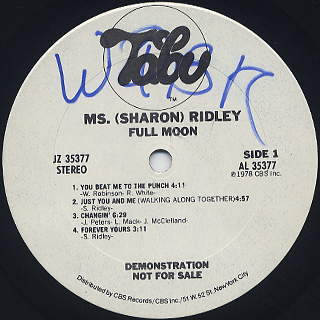 Tabu
TM
MS. (SHARON) RIDLEY
FULL MOON
JZ 35377
STEREO
SIDE 1
AL 35377
℗1978 CBS Inc.
1. YOU BEAT ME TO THE PUNCH 4:11
-W. Robinson- R. White-
2. JUST YOU AND ME (WALKING ALONG TOGETHER) 4:57
-S. Ridley-
3. CHANGIN' 6:29
-J. Peters- L. Mack- J. McClelland-
4. FOREVER YOURS 3:11
-S. Ridley-
DEMONSTRATION
NOT FOR SALE
Distributed by CBS Records/CBS Inc./51 W. 52 St. New York City